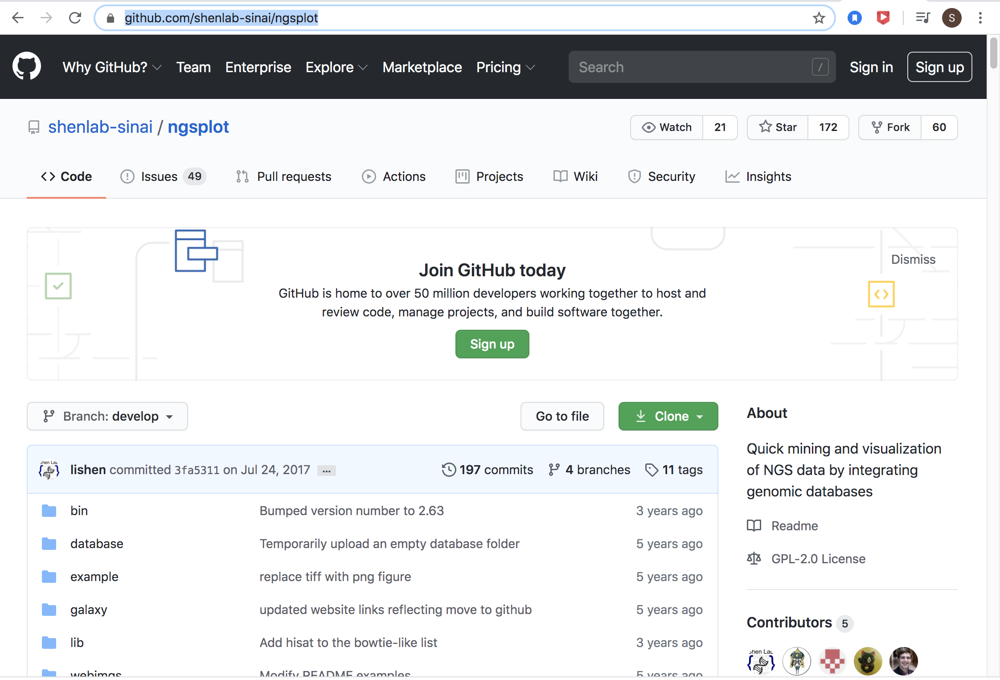 github.com/shenlab-sinai/ngsplot
S
Why GitHub? Team Enterprise Explore Marketplace Pricing Search / Sign in Sign up
shenlab-sinai / ngsplot
Watch 21 Star 172 Fork 60
Code Issues 49 Pull requests Actions Projects Wiki Security Insights
Dismiss
Join GitHub today
GitHub is home to over 50 million developers working together to host and
review code, manage projects, and build software together.
Sign up
Branch: develop Go to file Clone
lishen committed 3fa5311 on Jul 24, 2017 ... 197 commits 4 branches 11 tags
bin Bumped version number to 2.63 3 years ago
database Temporarily upload an empty database folder 5 years ago
example replace tiff with png figure 5 years ago
galaxy updated website links reflecting move to github 5 years ago
lib Add hisat to the bowtie-like list 3 years ago
webimgs Modify README examples. 5 years ago
About
Quick mining and visualization
of NGS data by integrating
genomic databases
Readme
GPL-2.0 License
Contributors 5